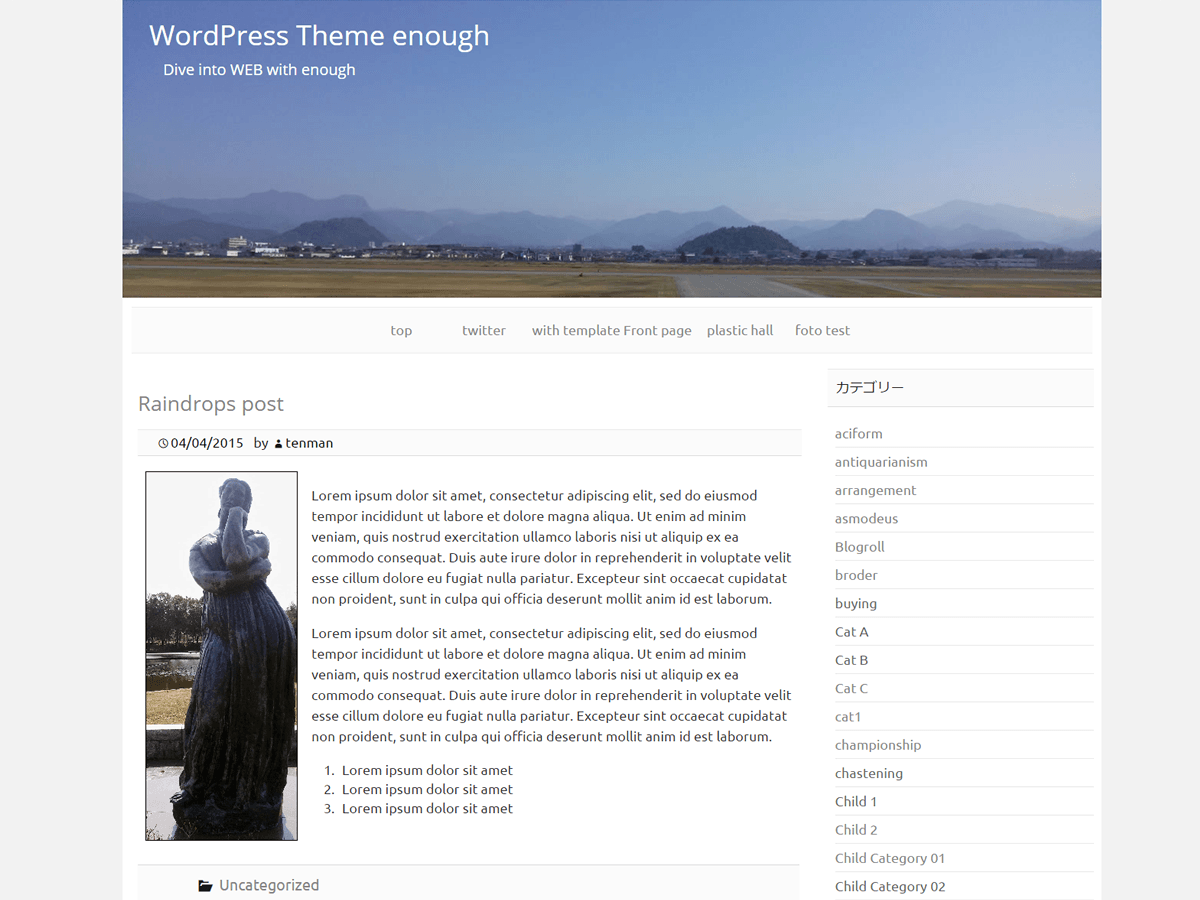 WordPress Theme enough
Dive into WEB with enough
top twitter with template Front page plastic hall foto test
Raindrops post
04/04/2015 by tenman
Lorem ipsum dolor sit amet, consectetur adipiscing elit, sed do eiusmod
tempor incididunt ut labore et dolore magna aliqua. Ut enim ad minim
veniam, quis nostrud exercitation ullamco laboris nisi ut aliquip ex ea
commodo consequat. Duis aute irure dolor in reprehenderit in voluptate velit
esse cillum dolore eu fugiat nulla pariatur. Excepteur sint occaecat cupidatat
non proident, sunt in culpa qui officia deserunt mollit anim id est laborum.
Lorem ipsum dolor sit amet, consectetur adipiscing elit, sed do eiusmod
tempor incididunt ut labore et dolore magna aliqua. Ut enim ad minim
veniam, quis nostrud exercitation ullamco laboris nisi ut aliquip ex ea
commodo consequat. Duis aute irure dolor in reprehenderit in voluptate velit
esse cillum dolore eu fugiat nulla pariatur. Excepteur sint occaecat cupidatat
non proident, sunt in culpa qui officia deserunt mollit anim id est laborum.
1. Lorem ipsum dolor sit amet
2. Lorem ipsum dolor sit amet
3. Lorem ipsum dolor sit amet
Uncategorized
カテゴリー
aciform
antiquarianism
arrangement
asmodeus
Blogroll
broder
buying
Cat A
Cat B
Cat C
cat1
championship
chastening
Child 1
Child 2
Child Category 01
Child Category 02